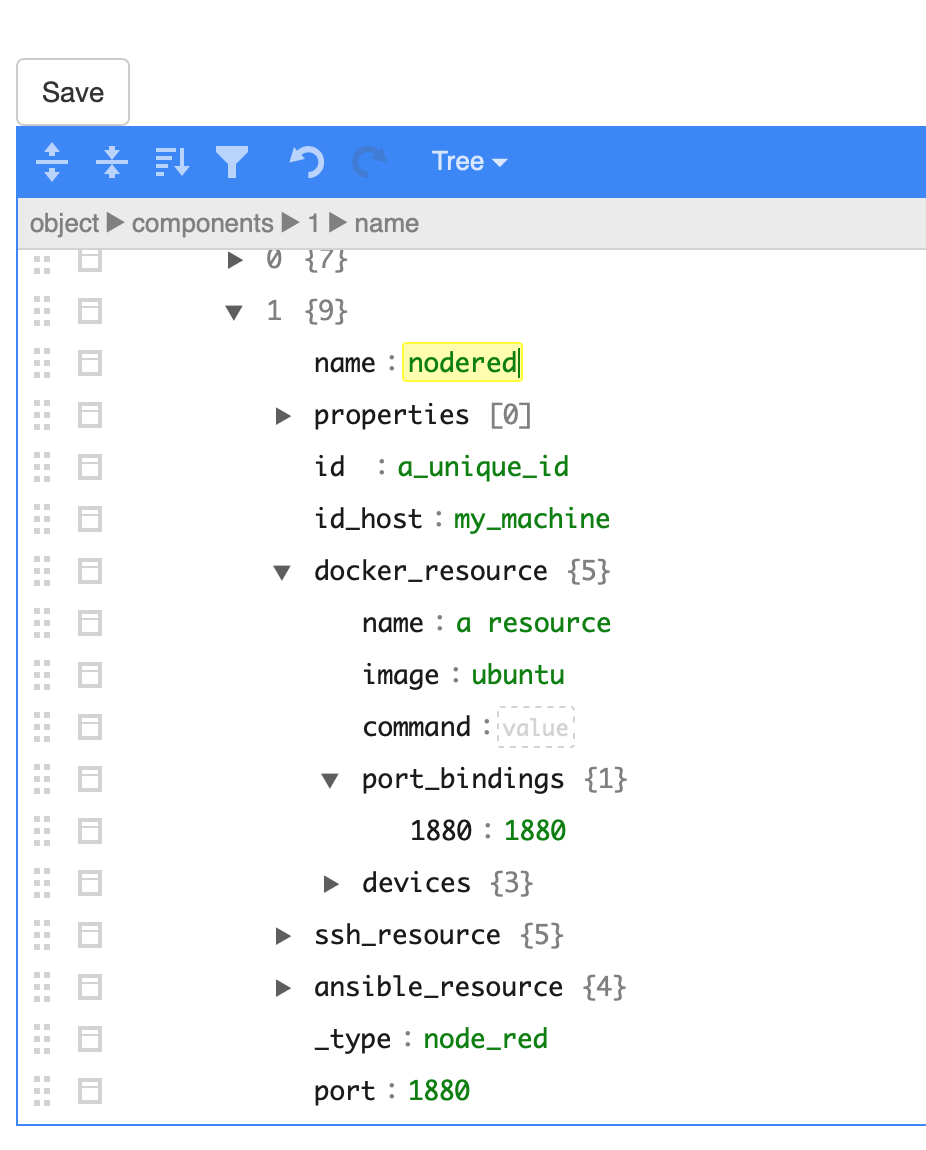 Save
Tree
object ▶ components ▶ 1 ▶ name
0 {7}
1 {9}
name : nodered
properties [0]
id : a_unique_id
id_host : my_machine
docker_resource {5}
name : a resource
image : ubuntu
command : value
port_bindings {1}
1880 : 1880
devices {3}
ssh_resource {5}
ansible_resource {4}
_type : node_red
port : 1880